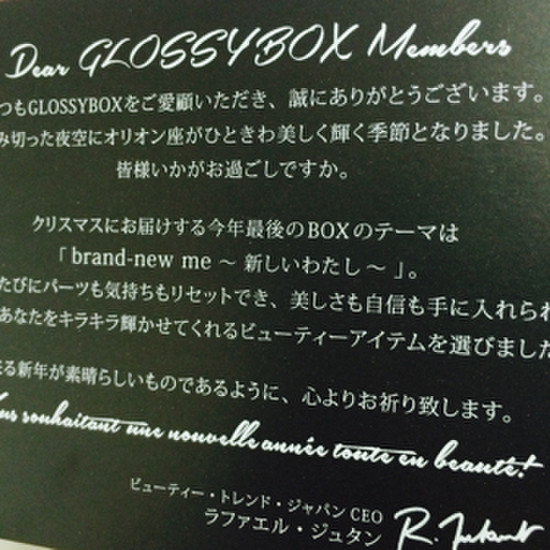 Dear GLOSSYBOX Members
つもGLOSSYBOXをご愛顧いただき、誠にありがとうございます。
み切った夜空にオリオン座がひときわ美しく輝く季節となりました。
皆様いかがお過ごしですか。
クリスマスにお届けする今年最後のBOXのテーマは
「brand-new me ～ 新しいわたし ～」。
たびにパーツも気持ちもリセットでき、美しさも自信も手に入れられ
あなたをキラキラ輝かせてくれるビューティーアイテムを選びました
る新年が素晴らしいものであるように、心よりお祈り致します。
souhaitant une nouvelle année toute en beauté!
ビューティー・トレンド・ジャパン CEO
ラファエル・ジュタン